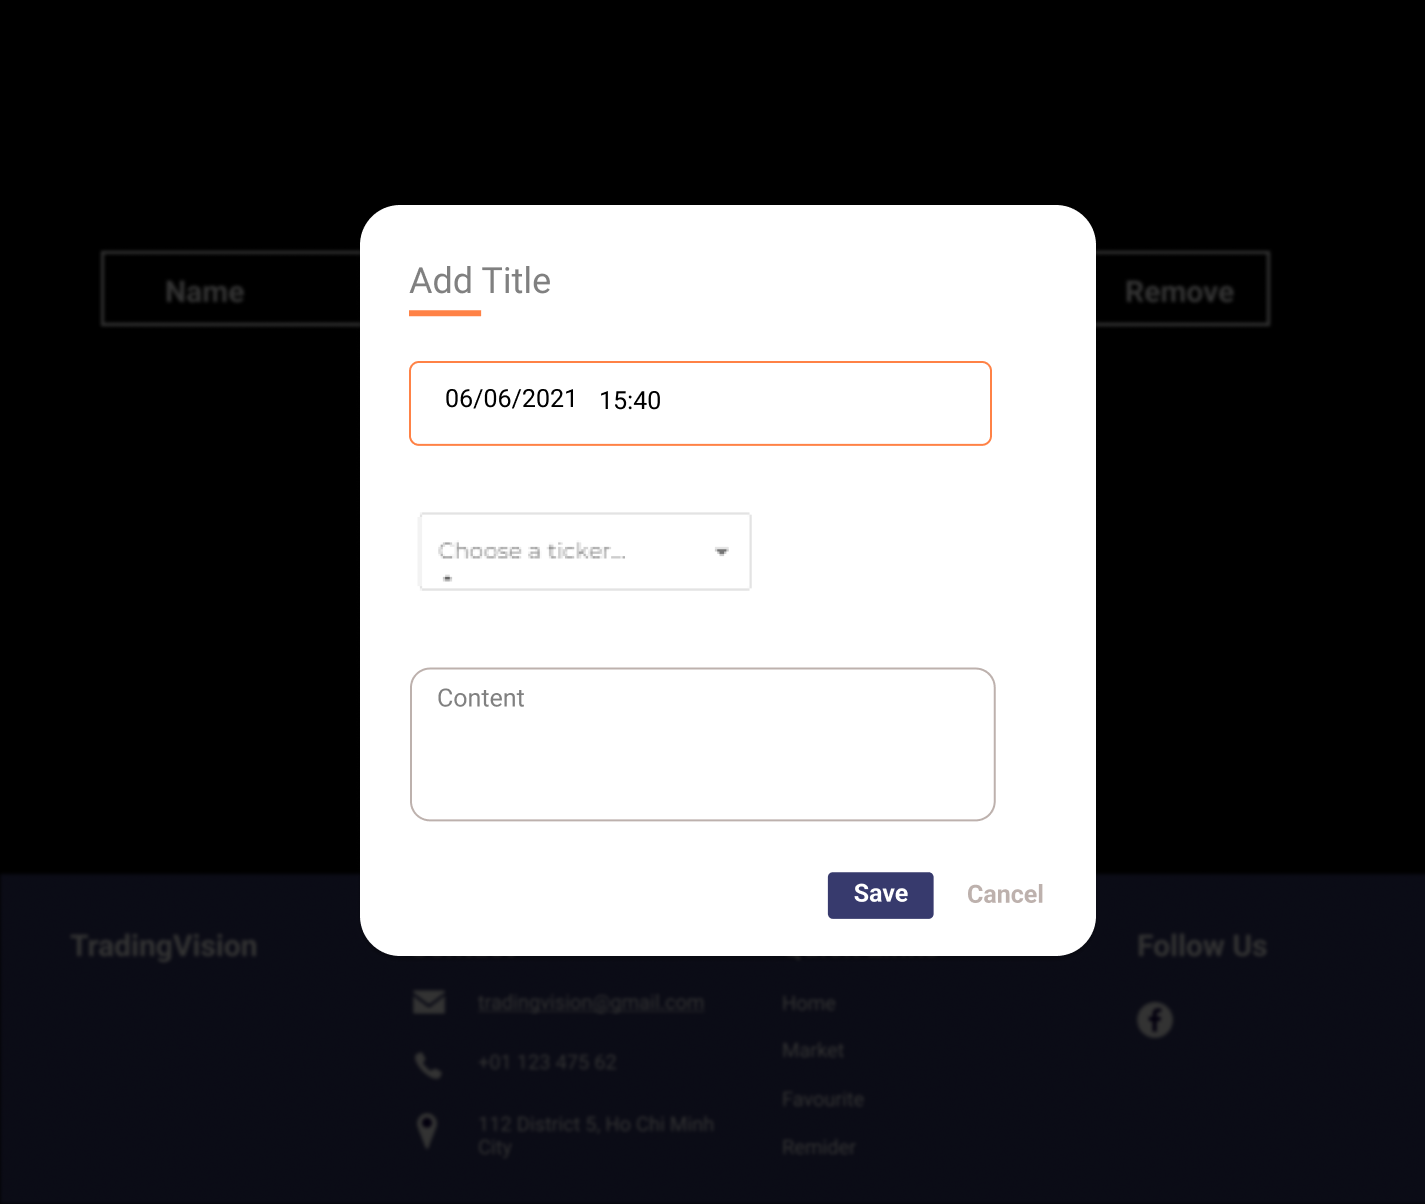 Name
Remove
Add Title
06/06/2021 15:40
Choose a ticker...
Content
Save Cancel
TradingVision
tradingvision@gmail.com
+01 123 475 62
112 District 5, Ho Chi Minh
City
Home
Market
Favourite
Remider
Follow Us